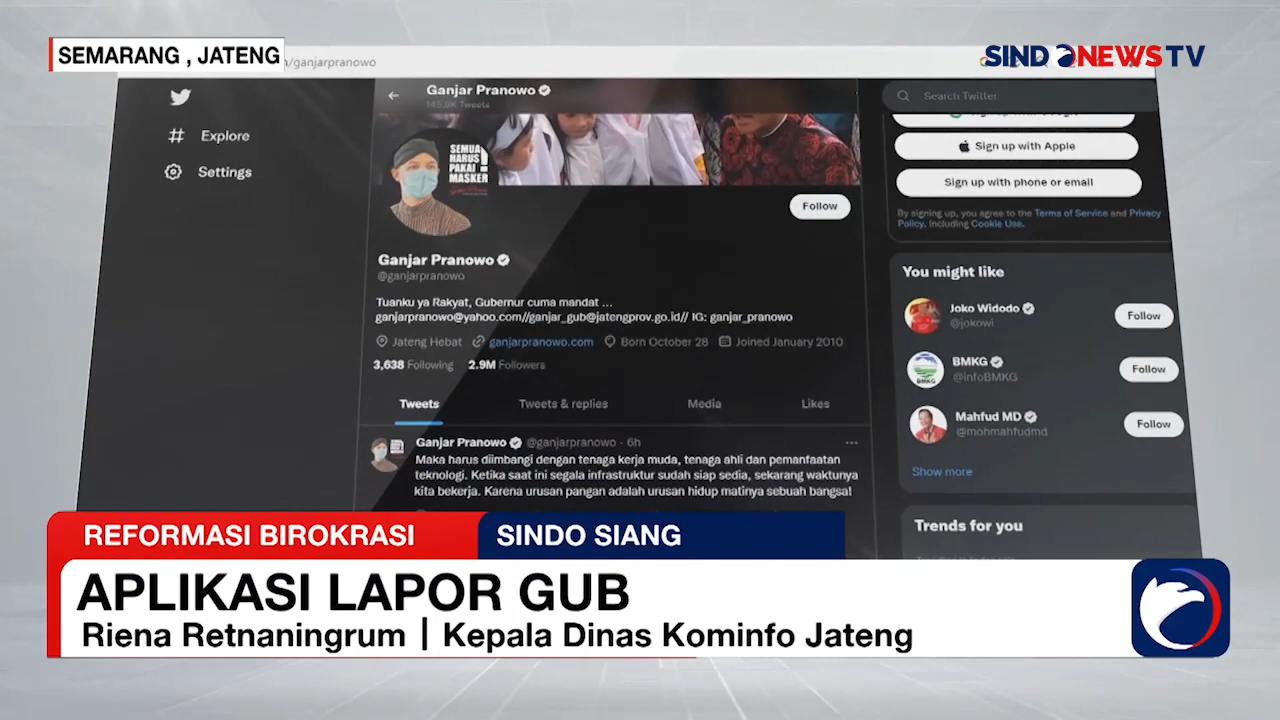 SEMARANG , JATENG
/ganjarpranowo
SINDONEWS TV
Ganjar Pranowo
145.9K Tweets
Search Twitter
Explore
Settings
SEMUA
HARUS
PAKAI
MASKER
!
Sign up with Apple
Sign up with phone or email
Follow
By signing up, you agree to the Terms of Service and Privacy
Policy, including Cookie Use.
Ganjar Pranowo
@ganjarpranowo
Tuanku ya Rakyat, Gubernur cuma mandat ...
ganjarpranowo@yahoo.com//ganjar_gub@jatengprov.go.id// IG: ganjar_pranowo
Jateng Hebat ganjarpranowo.com Born October 28 Joined January 2010
3,638 Following 2.9M Followers
Tweets Tweets & replies Media Likes
Ganjar Pranowo @ganjarpranowo · 6h
Maka harus diimbangi dengan tenaga kerja muda, tenaga ahli dan pemanfaatan
teknologi. Ketika saat ini segala infrastruktur sudah siap sedia, sekarang waktunya
kita bekerja. Karena urusan pangan adalah urusan hidup matinya sebuah bangsa!
You might like
Joko Widodo
@jokowi
Follow
BMKG
BMKG
@infoBMKG
Follow
Mahfud MD
@mohmahfudmd
Follow
Show more
Trends for you
REFORMASI BIROKRASI
SINDO SIANG
APLIKASI LAPOR GUB
Riena Retnaningrum | Kepala Dinas Kominfo Jateng